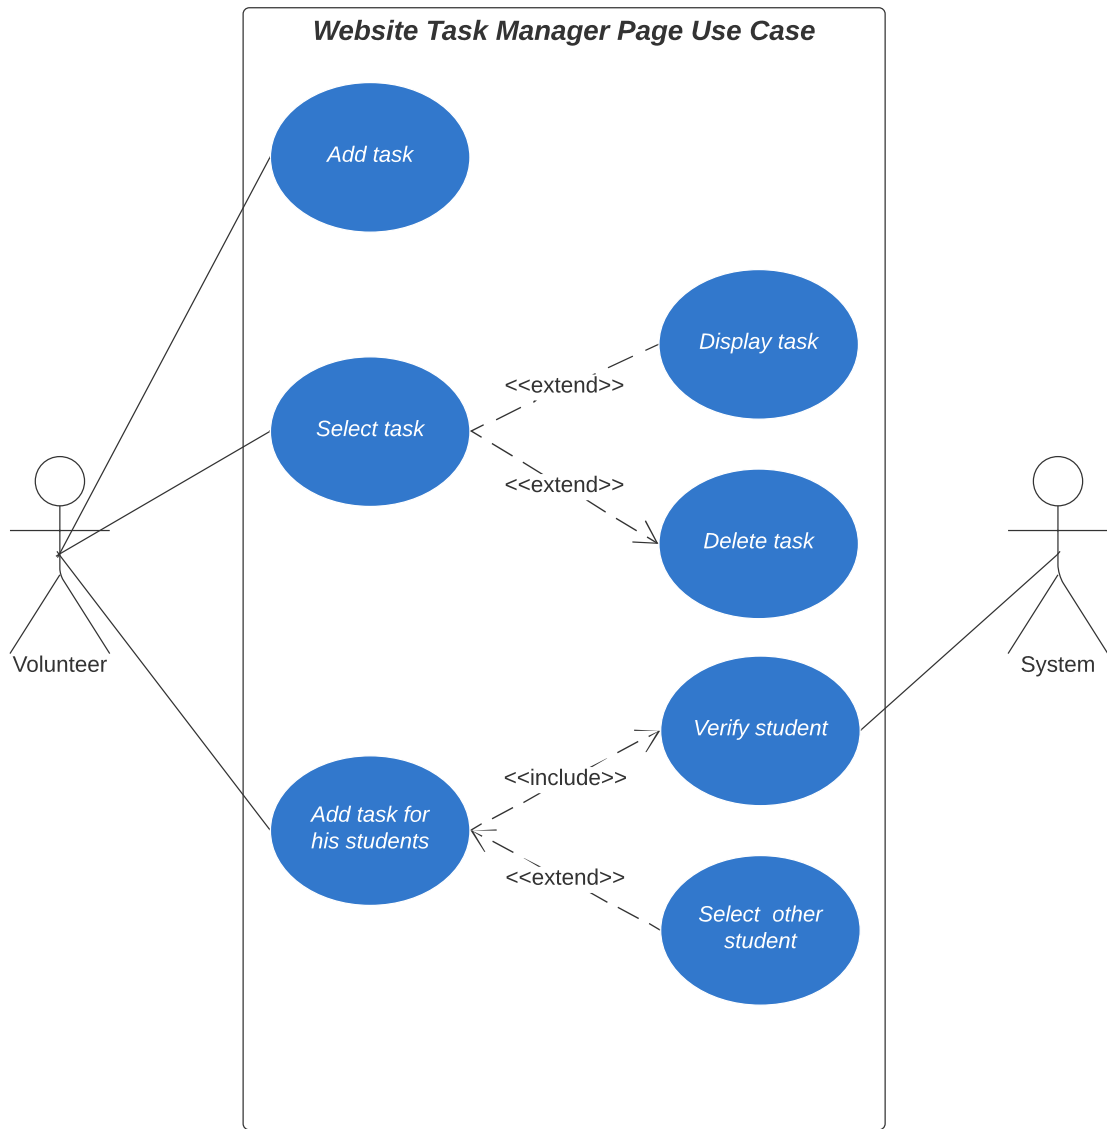 Website Task Manager Page Use Case
Add task
Display task
<<extend>>
Select task
<<extend>>
Delete task
Volunteer
System
Verify student
<<include>>
Add task for
his students
<<extend>>
Select  other
student